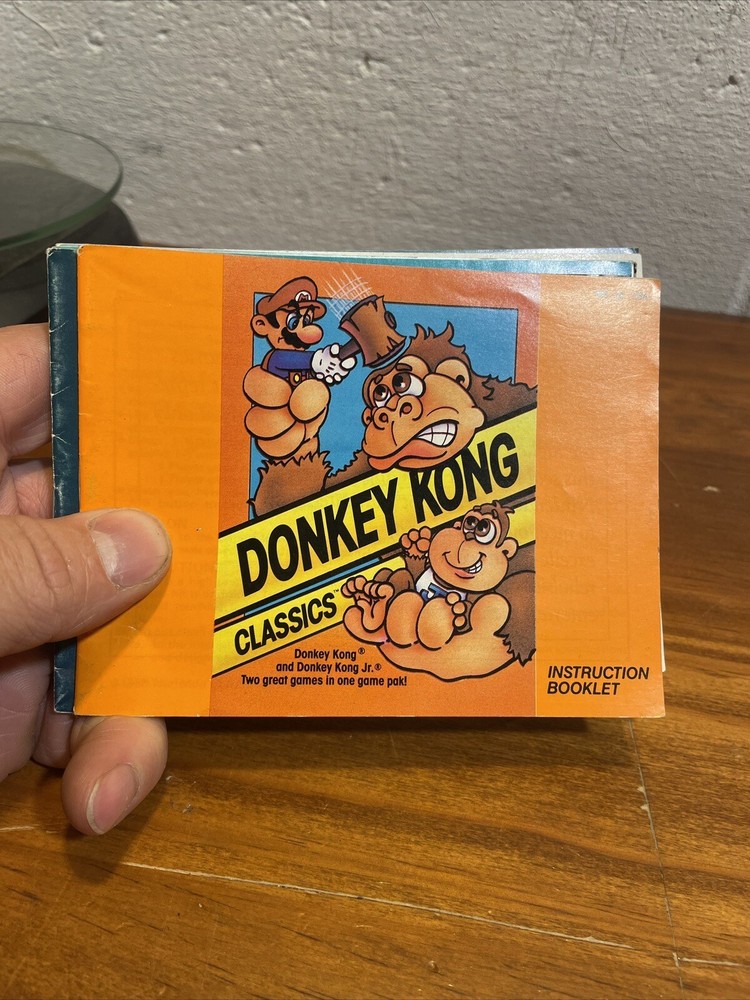 DONKEY KONG
CLASSICS™
Donkey Kong®
and Donkey Kong Jr.®
Two great games in one game pak!
INSTRUCTION
BOOKLET
M
J